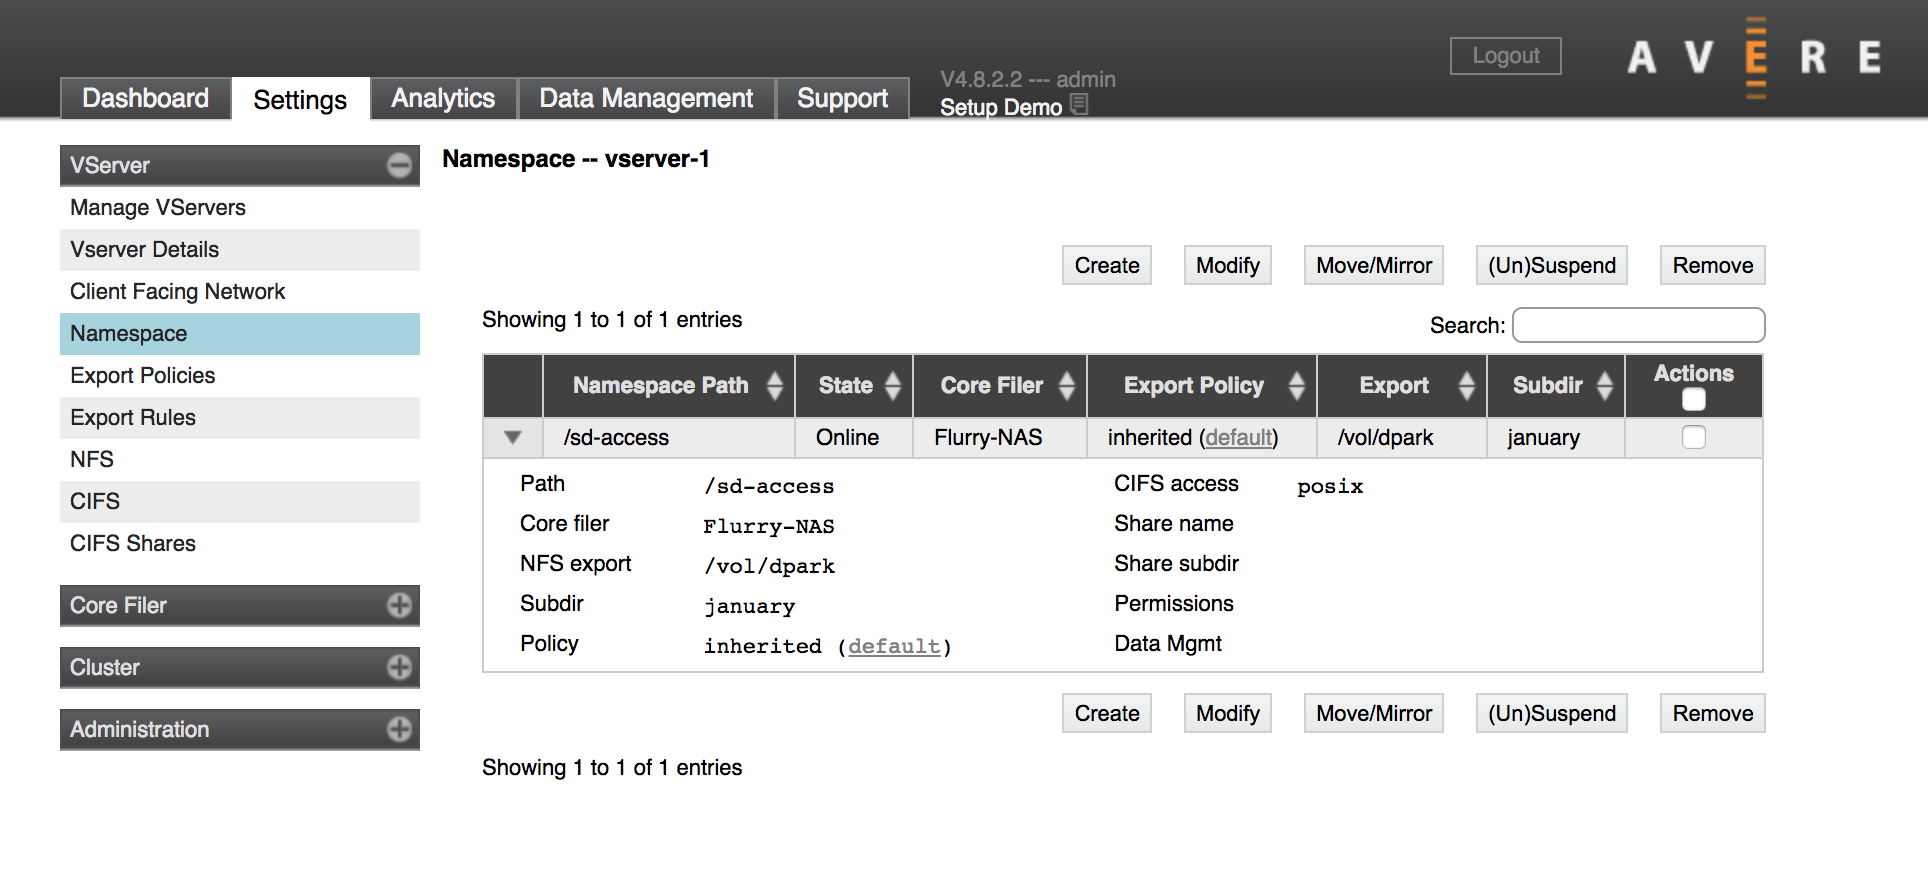 Logout
AVERE
V4.8.2.2 --- admin
Dashboard Settings Analytics Data Management Support
Setup Demo
VServer
Manage VServers
Vserver Details
Client Facing Network
Namespace
Export Policies
Export Rules
NFS
CIFS
CIFS Shares
Core Filer
Cluster
Administration
Namespace -- vserver-1
Create Modify Move/Mirror (Un)Suspend Remove
Showing 1 to 1 of 1 entries
Search:
Namespace Path State Core Filer Export Policy Export Subdir Actions
/sd-access Online Flurry-NAS inherited (default) /vol/dpark january
Path /sd-access CIFS access posix
Core filer Flurry-NAS Share name
NFS export /vol/dpark Share subdir
Subdir january Permissions
Policy inherited (default) Data Mgmt
Create Modify Move/Mirror (Un)Suspend Remove
Showing 1 to 1 of 1 entries